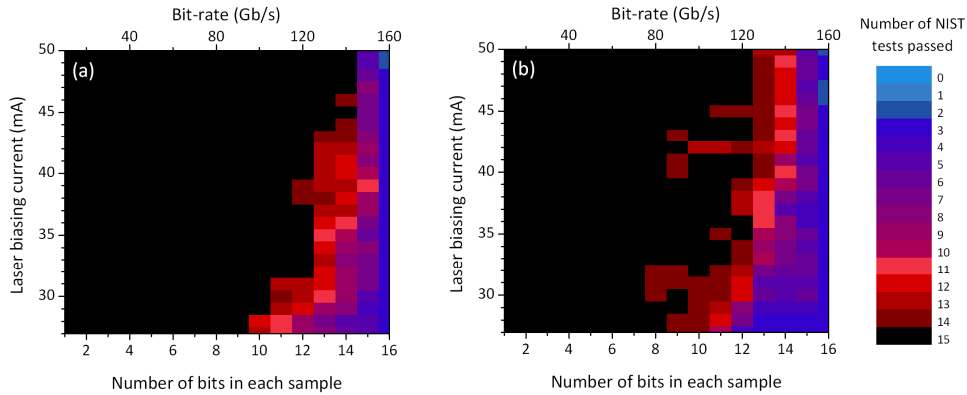 Bit-rate (Gb/s)
40 80 120 160
(a)
Laser biasing current (mA)
50
45
40
35
30
2 4 6 8 10 12 14 16
Number of bits in each sample
Bit-rate (Gb/s)
40 80 120 160
(b)
Laser biasing current (mA)
50
45
40
35
30
2 4 6 8 10 12 14 16
Number of bits in each sample
Number of NIST
tests passed
0
1
2
3
4
5
6
7
8
9
10
11
12
13
14
15